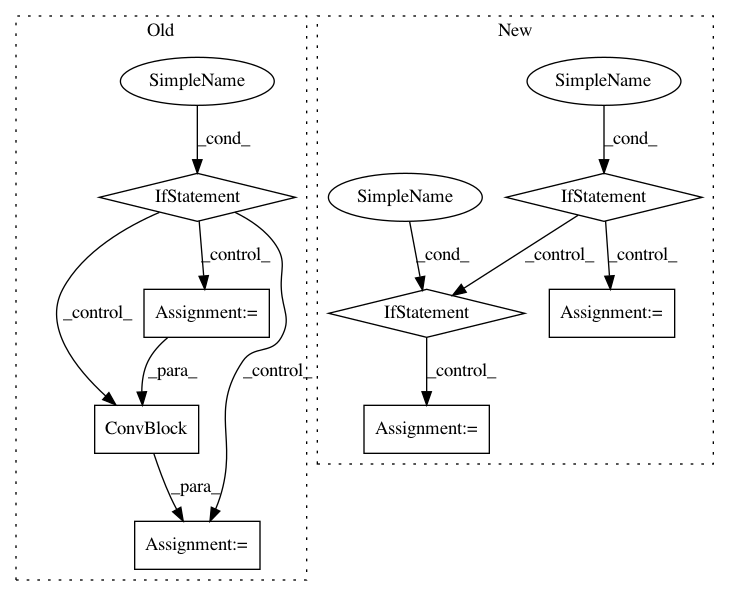 Old
New
SimpleName
SimpleName
_cond_
_cond_
IfStatement
SimpleName
IfStatement
_control_
_cond_
_control_
_control_
_control_
Assignment:=
IfStatement
Assignment:=
_para_
_control_
_control_
ConvBlock
Assignment:=
_para_
Assignment:=